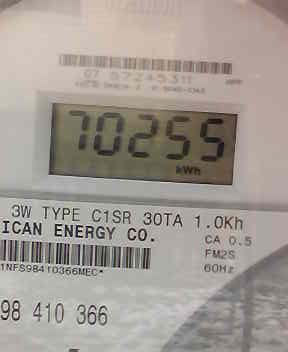 07 57245311
70255
kWh
3W TYPE C1SR 30TA 1.0Kh
ICAN ENERGY CO.
CA 0.5
FM2S
60Hz
1NFS98410366MEC*
98 410 366